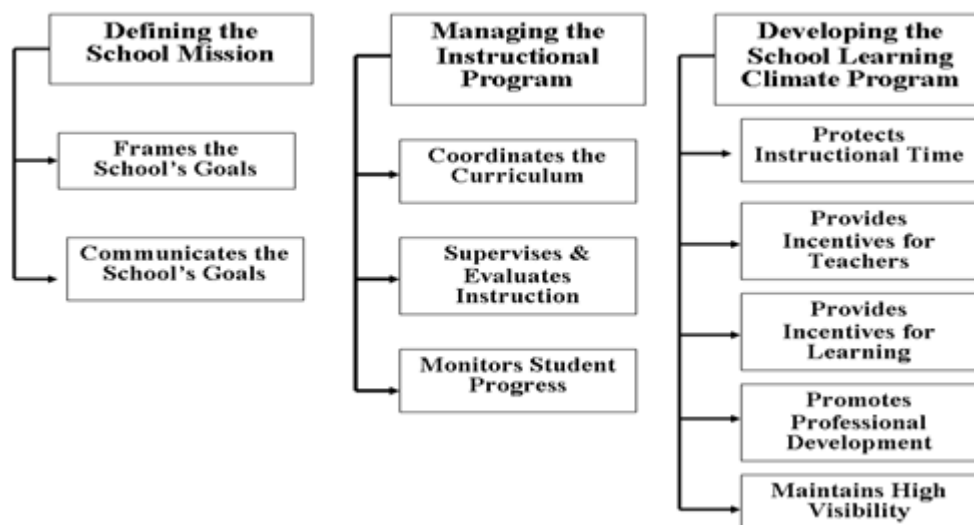 Defining the
School Mission
Frames the
School's Goals
Communicates the
School's Goals
Managing the
Instructional
Program
Coordinates the
Curriculum
Supervises &
Evaluates
Instruction
Monitors Student
Progress
Developing the
School Learning
Climate Program
Protects
Instructional Time
Provides
Incentives for
Teachers
Provides
Incentives for
Learning
Promotes
Professional
Development
Maintains High
Visibility